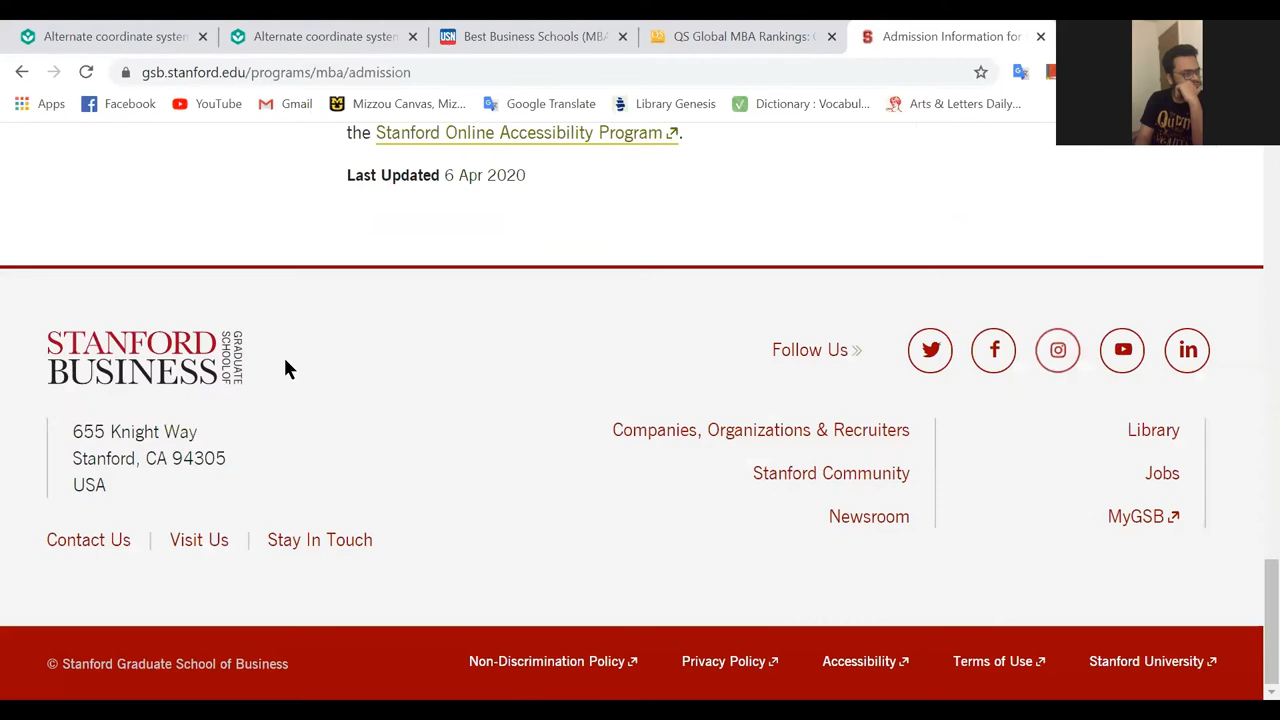 Alternate coordinate system
Alternate coordinate system
USN Best Business Schools (MBA
QS QS Global MBA Rankings:
S Admission Information for
gsb.stanford.edu/programs/mba/admission
Apps Facebook YouTube Gmail Mizzou Canvas, Miz... Google Translate Library Genesis Dictionary : Vocabul... Arts & Letters Daily...
the Stanford Online Accessibility Program.
Last Updated 6 Apr 2020
STANFORD
BUSINESS
GRADUATE
SCHOOL OF
Follow Us
655 Knight Way
Stanford, CA 94305
USA
Contact Us Visit Us Stay In Touch
Companies, Organizations & Recruiters
Stanford Community
Newsroom
Library
Jobs
MyGSB
© Stanford Graduate School of Business
Non-Discrimination Policy Privacy Policy Accessibility Terms of Use Stanford University